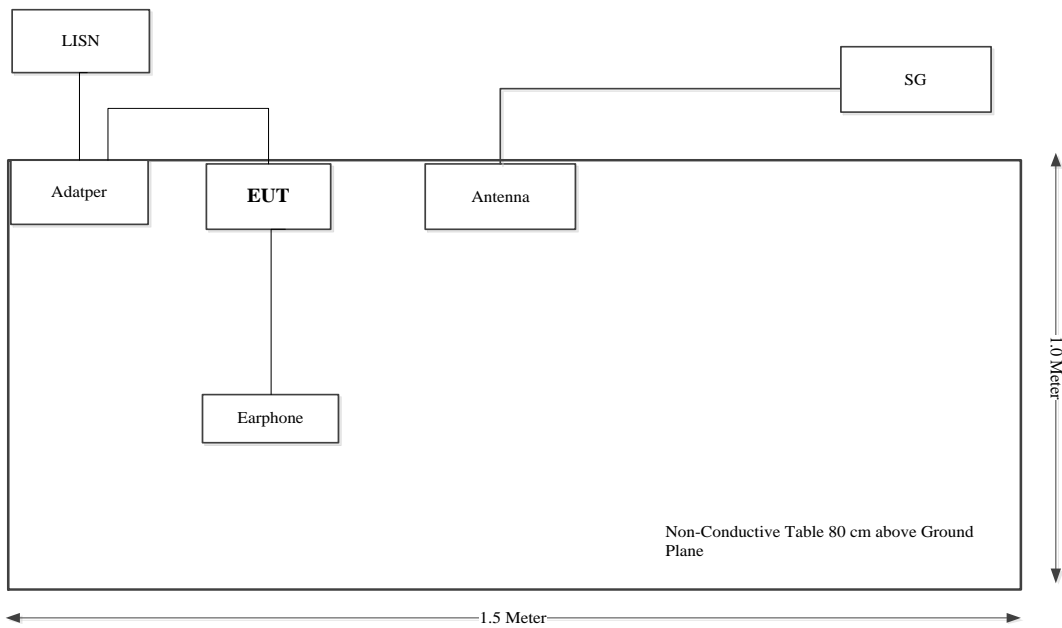 LISN
SG
Adatper
EUT
Antenna
Earphone
1.0 Meter
Non-Conductive Table 80 cm above Ground
Plane
1.5 Meter